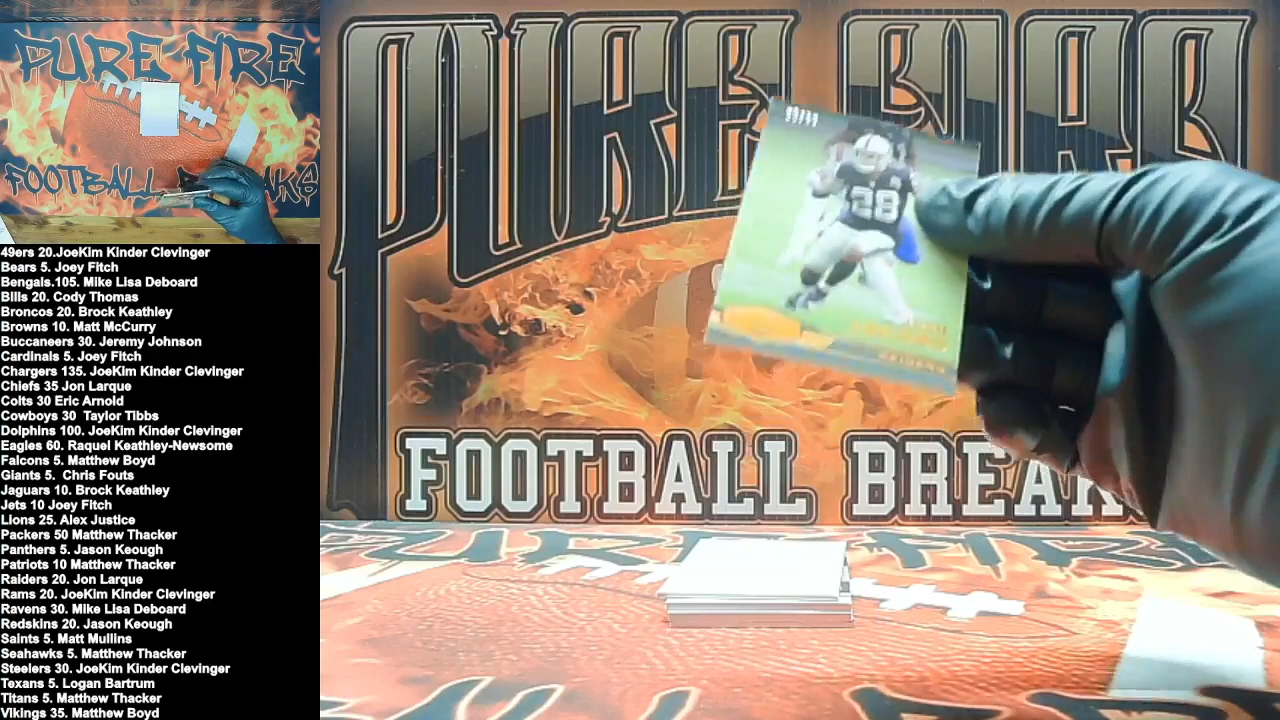 PURE FIRE
FOOTBALL
49ers 20.JoeKim Kinder Clevinger
Bears 5. Joey Fitch
Bengals.105. Mike Lisa Deboard
Bills 20. Cody Thomas
Broncos 20. Brock Keathley
Browns 10. Matt McCurry
Buccaneers 30. Jeremy Johnson
Cardinals 5. Joey Fitch
Chargers 135. JoeKim Kinder Clevinger
Chiefs 35 Jon Larque
Colts 30 Eric Arnold
Cowboys 30 Taylor Tibbs
Dolphins 100. JoeKim Kinder Clevinger
Eagles 60. Raquel Keathley-Newsome
Falcons 5. Matthew Boyd
Giants 5. Chris Fouts
Jaguars 10. Brock Keathley
Jets 10 Joey Fitch
Lions 25. Alex Justice
Packers 50 Matthew Thacker
Panthers 5. Jason Keough
Patriots 10 Matthew Thacker
Raiders 20. Jon Larque
Rams 20. JoeKim Kinder Clevinger
Ravens 30. Mike Lisa Deboard
Redskins 20. Jason Keough
Saints 5. Matt Mullins
Seahawks 5. Matthew Thacker
Steelers 30. JoeKim Kinder Clevinger
Texans 5. Logan Bartrum
Titans 5. Matthew Thacker
Vikings 35. Matthew Boyd
PURE FIRE
28
FOOTBALL BREAK
PURE FIRE